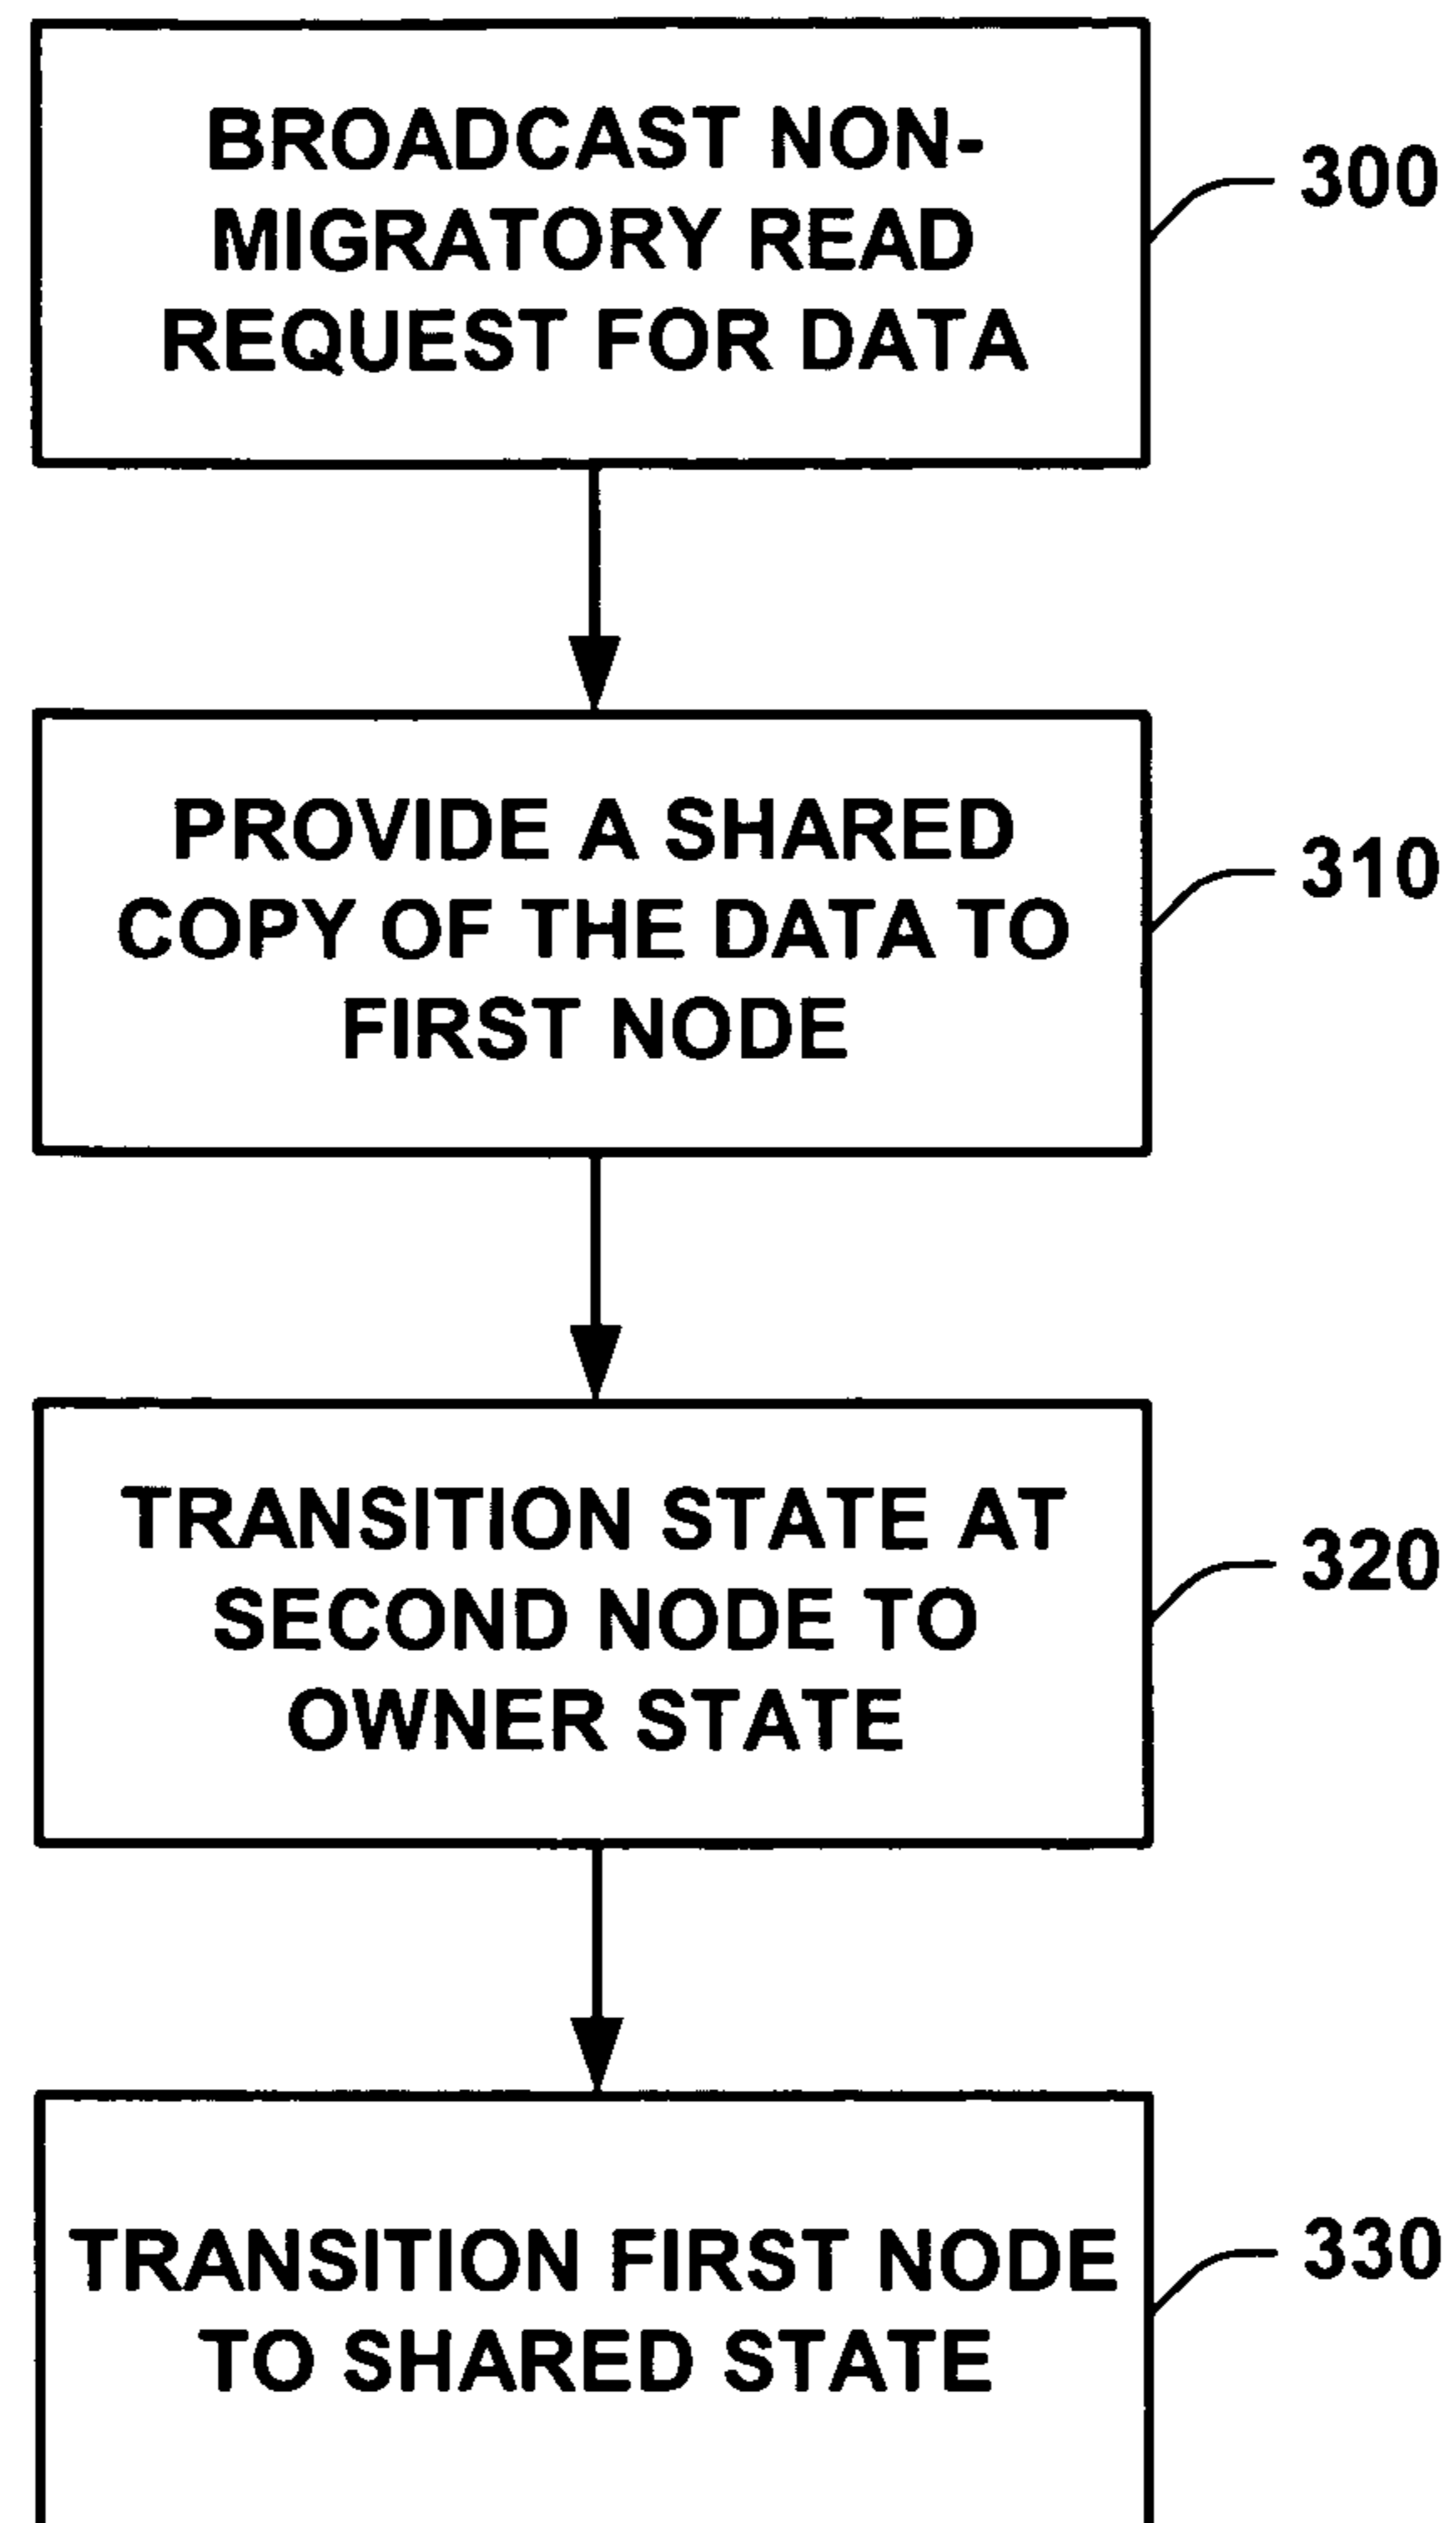 BROADCAST NON-
MIGRATORY READ
REQUEST FOR DATA
300
PROVIDE A SHARED
COPY OF THE DATA TO
FIRST NODE
310
TRANSITION STATE AT
SECOND NODE TO
OWNER STATE
320
TRANSITION FIRST NODE
TO SHARED STATE
330